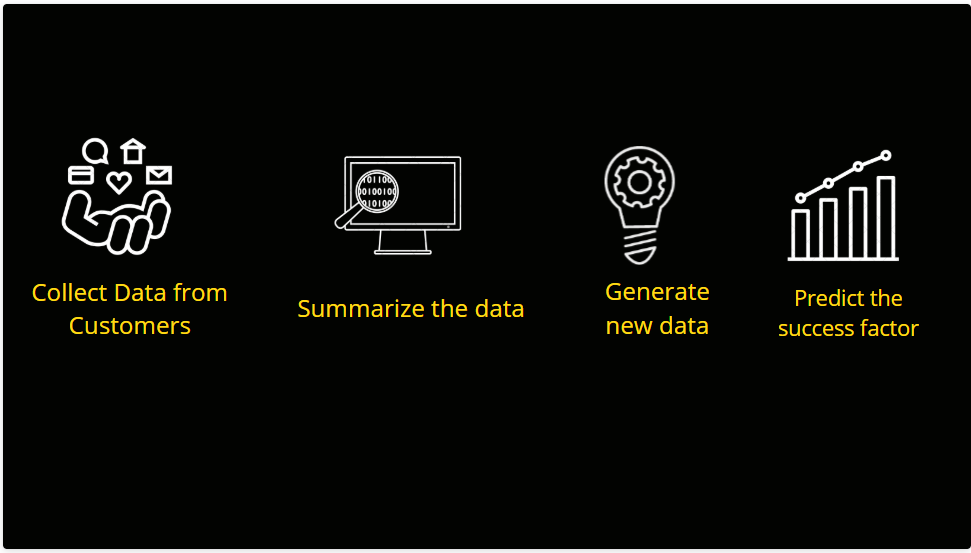 Collect Data from
Customers
Summarize the data
Generate
new data
Predict the
success factor